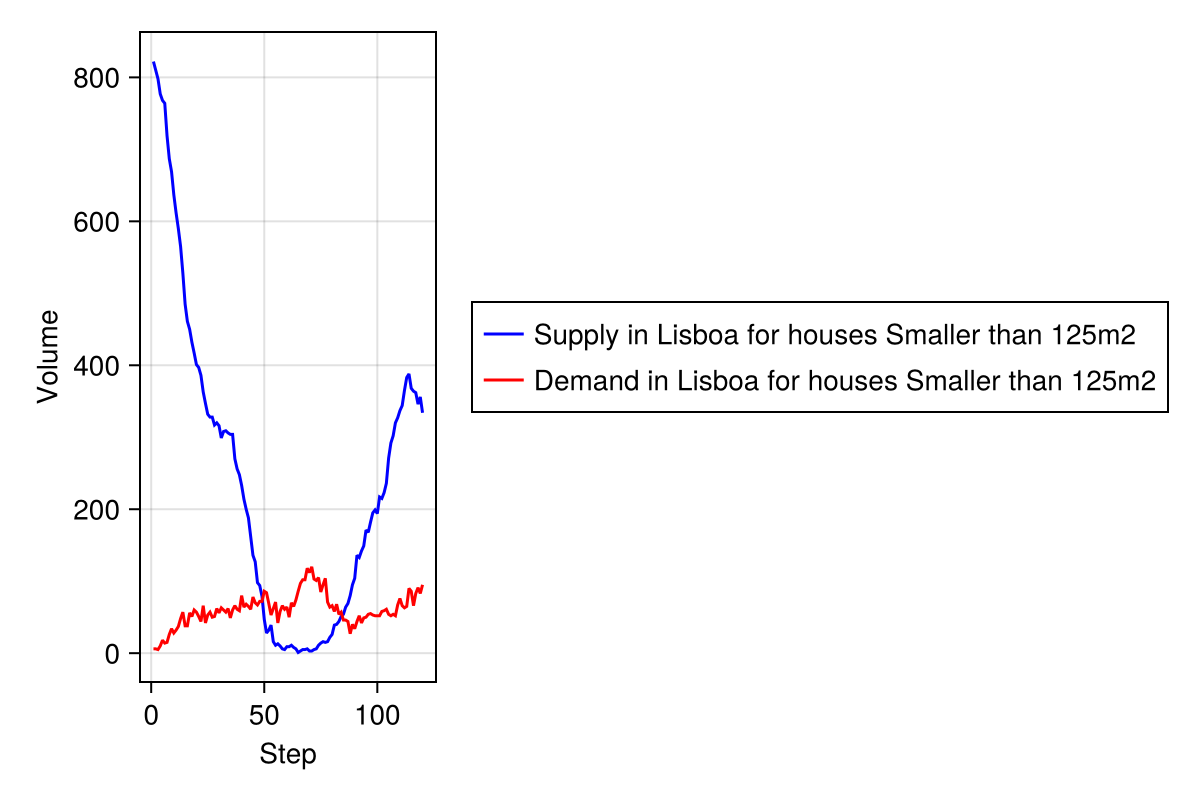 800
600
400
200
0
Volume
0 50 100
Step
Supply in Lisboa for houses Smaller than 125m2
Demand in Lisboa for houses Smaller than 125m2